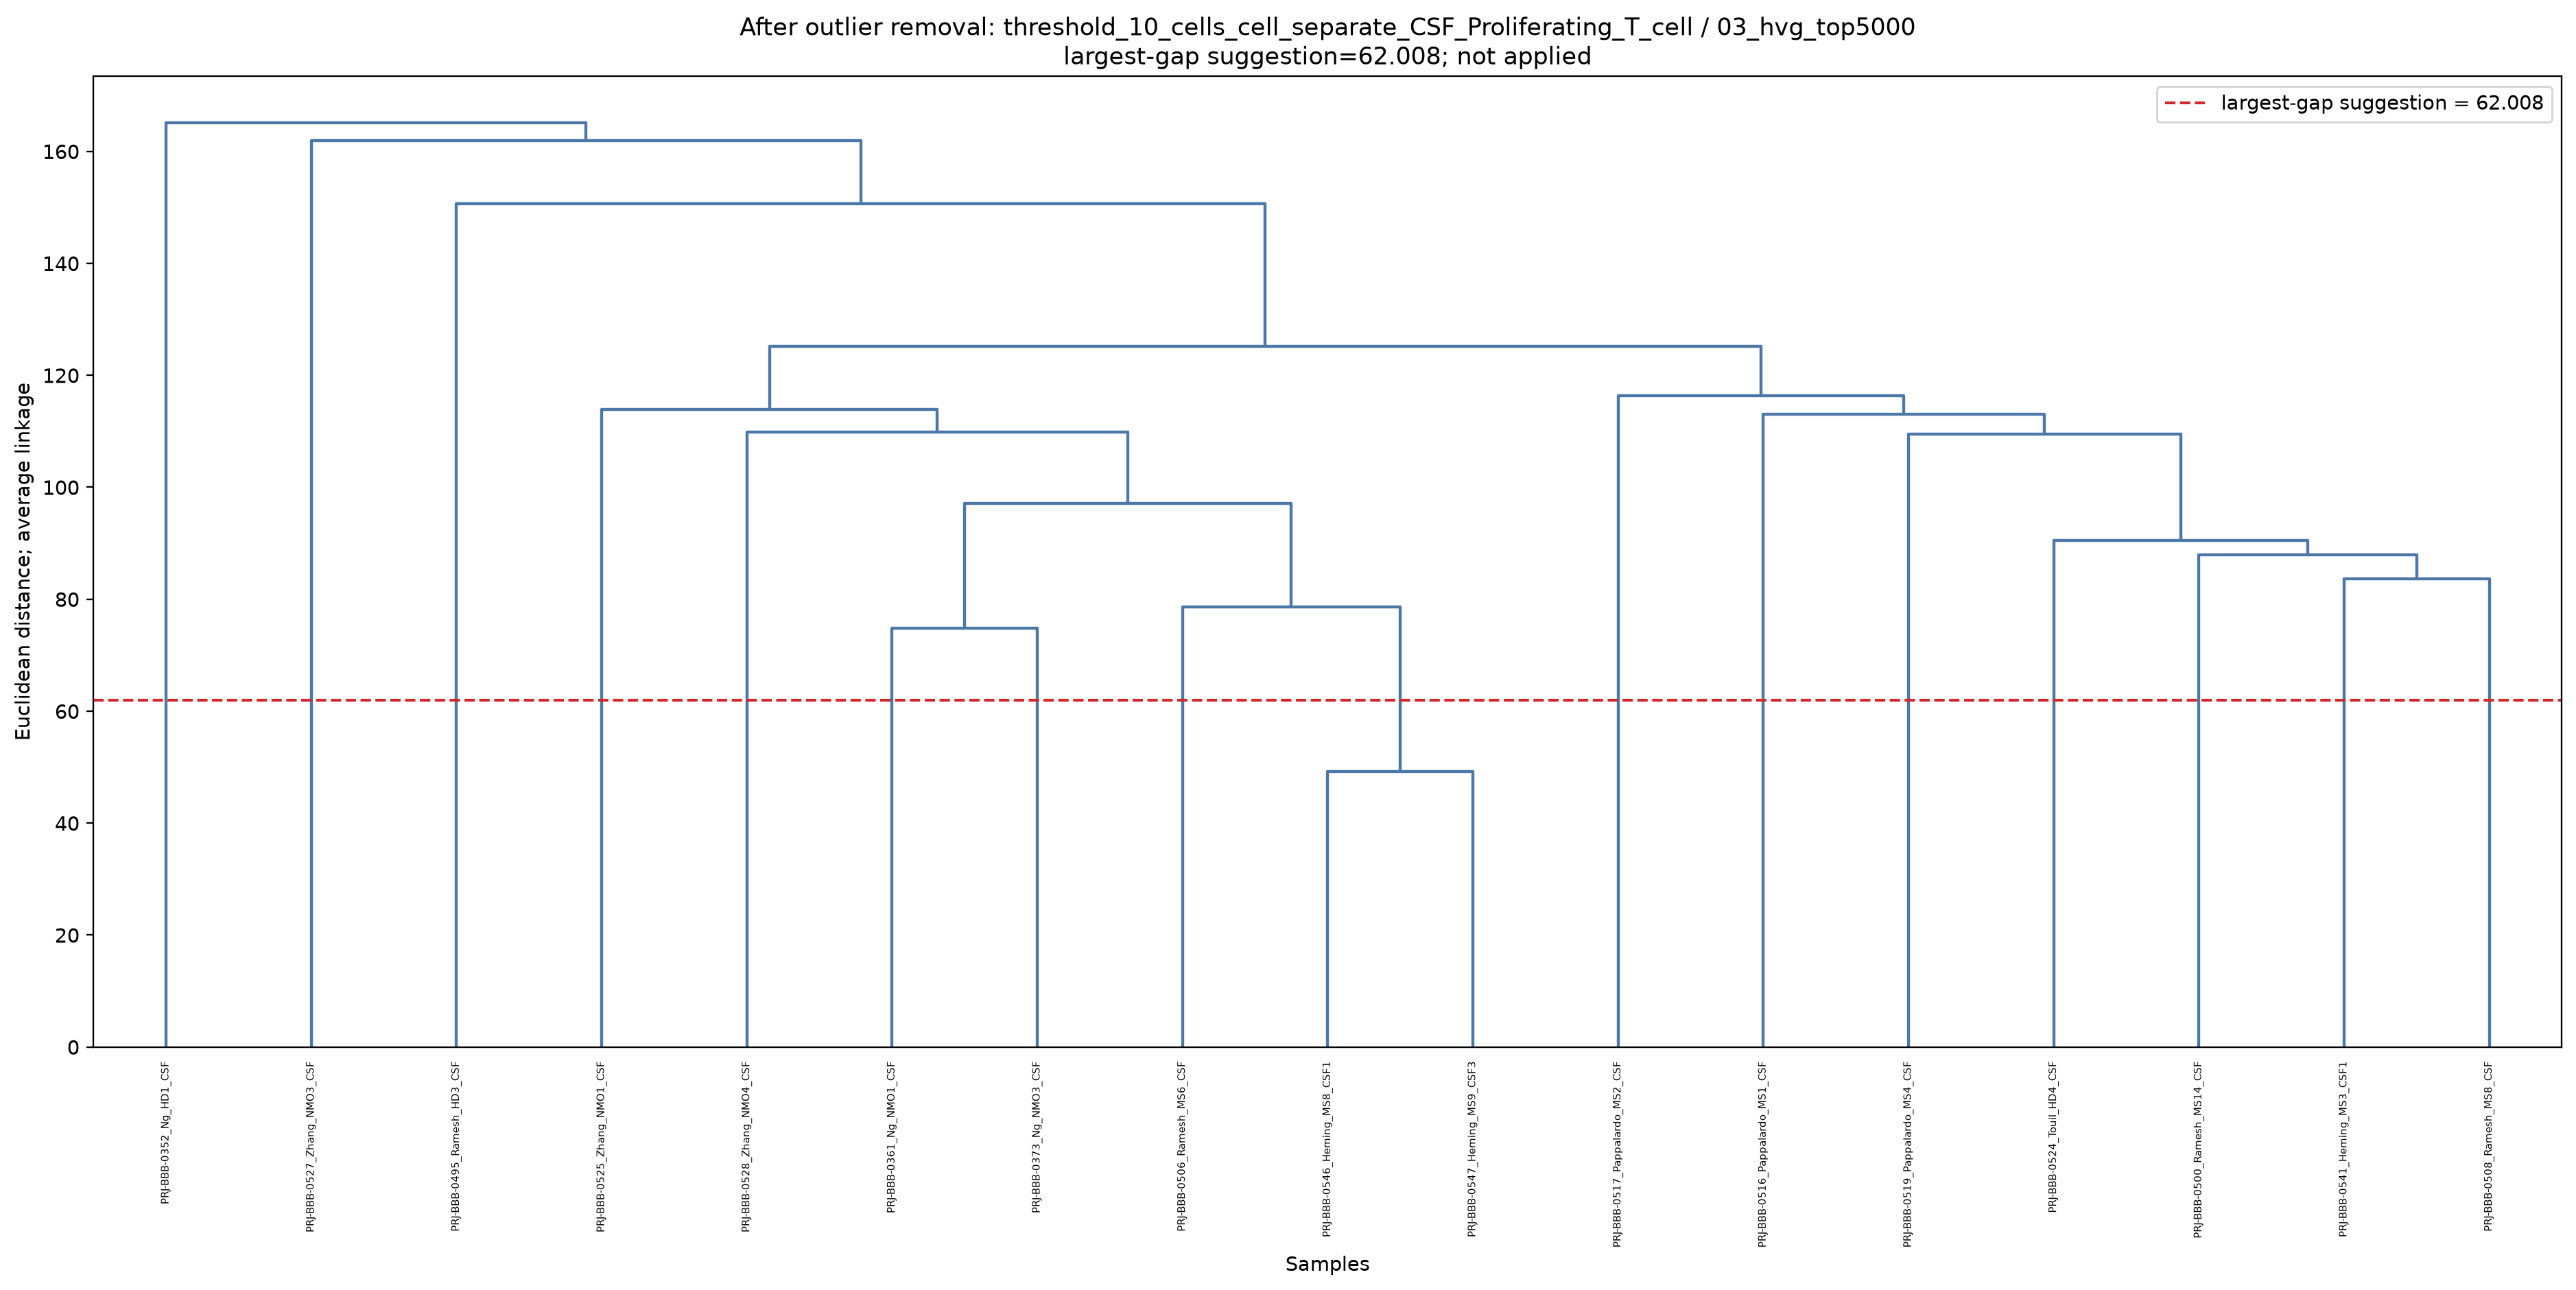 After outlier removal: threshold_10_cells_cell_separate_CSF_Proliferating_T_cell / 03_hvg_top5000
largest-gap suggestion=62.008; not applied
largest-gap suggestion = 62.008
Euclidean distance; average linkage
160
140
120
100
80
60
40
20
0
PRJ-BBB-0352_Ng_HD1_CSF
PRJ-BBB-0527_Zhang_NMO3_CSF
PRJ-BBB-0495_Ramesh_HD3_CSF
PRJ-BBB-0525_Zhang_NMO1_CSF
PRJ-BBB-0528_Zhang_NMO4_CSF
PRJ-BBB-0361_Ng_NMO1_CSF
PRJ-BBB-0373_Ng_NMO3_CSF
PRJ-BBB-0506_Ramesh_MS6_CSF
PRJ-BBB-0546_Heming_MS8_CSF1
PRJ-BBB-0547_Heming_MS9_CSF3
PRJ-BBB-0517_Pappalardo_MS2_CSF
PRJ-BBB-0516_Pappalardo_MS1_CSF
PRJ-BBB-0519_Pappalardo_MS4_CSF
PRJ-BBB-0524_Touil_HD4_CSF
PRJ-BBB-0500_Ramesh_MS14_CSF
PRJ-BBB-0541_Heming_MS3_CSF1
PRJ-BBB-0508_Ramesh_MS8_CSF
Samples